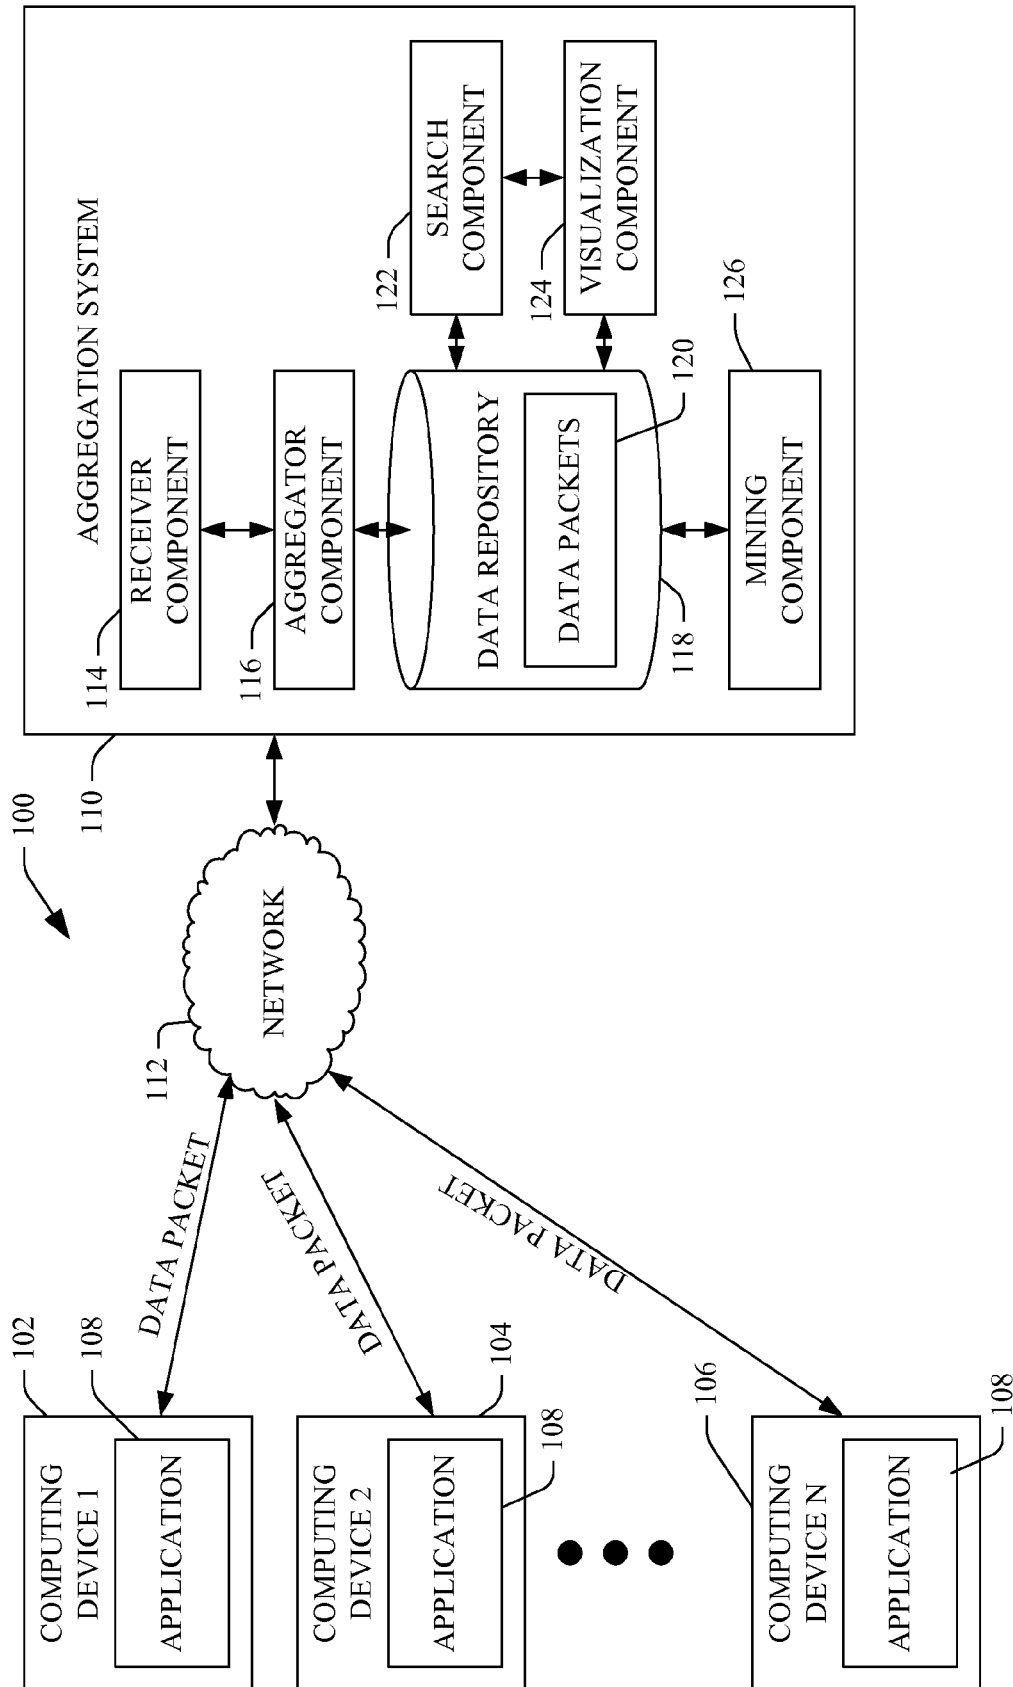 100
COMPUTING
DEVICE 1
102
APPLICATION
108
COMPUTING
DEVICE 2
104
APPLICATION
108
COMPUTING
DEVICE N
106
APPLICATION
108
DATA PACKET
DATA PACKET
DATA PACKET
112
NETWORK
110
AGGREGATION SYSTEM
114
RECEIVER
COMPONENT
116
AGGREGATOR
COMPONENT
DATA REPOSITORY
DATA PACKETS
118
120
122
SEARCH
COMPONENT
124
VISUALIZATION
COMPONENT
126
MINING
COMPONENT